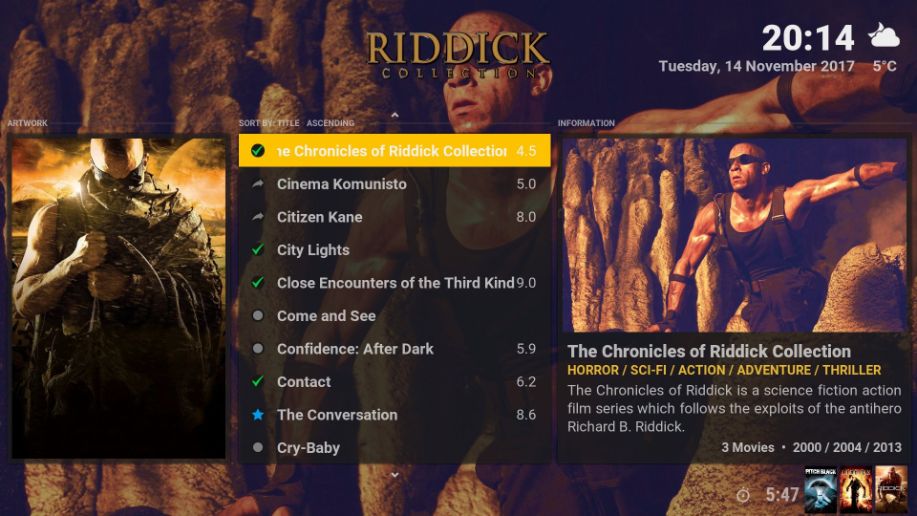 RIDDICK
COLLECTION
20:14
Tuesday, 14 November 2017 5°C
ARTWORK
SORT BY: TITLE ASCENDING
INFORMATION
ne Chronicles of Riddick Collection 4.5
Cinema Komunisto 5.0
Citizen Kane 8.0
City Lights
Close Encounters of the Third Kind 9.0
Come and See
Confidence: After Dark 5.9
Contact 6.2
The Conversation 8.6
Cry-Baby
The Chronicles of Riddick Collection
HORROR / SCI-FI / ACTION / ADVENTURE / THRILLER
The Chronicles of Riddick is a science fiction action
film series which follows the exploits of the antihero
Richard B. Riddick.
3 Movies • 2000 / 2004 / 2013
5:47
PITCH BLACK
RIDDICK